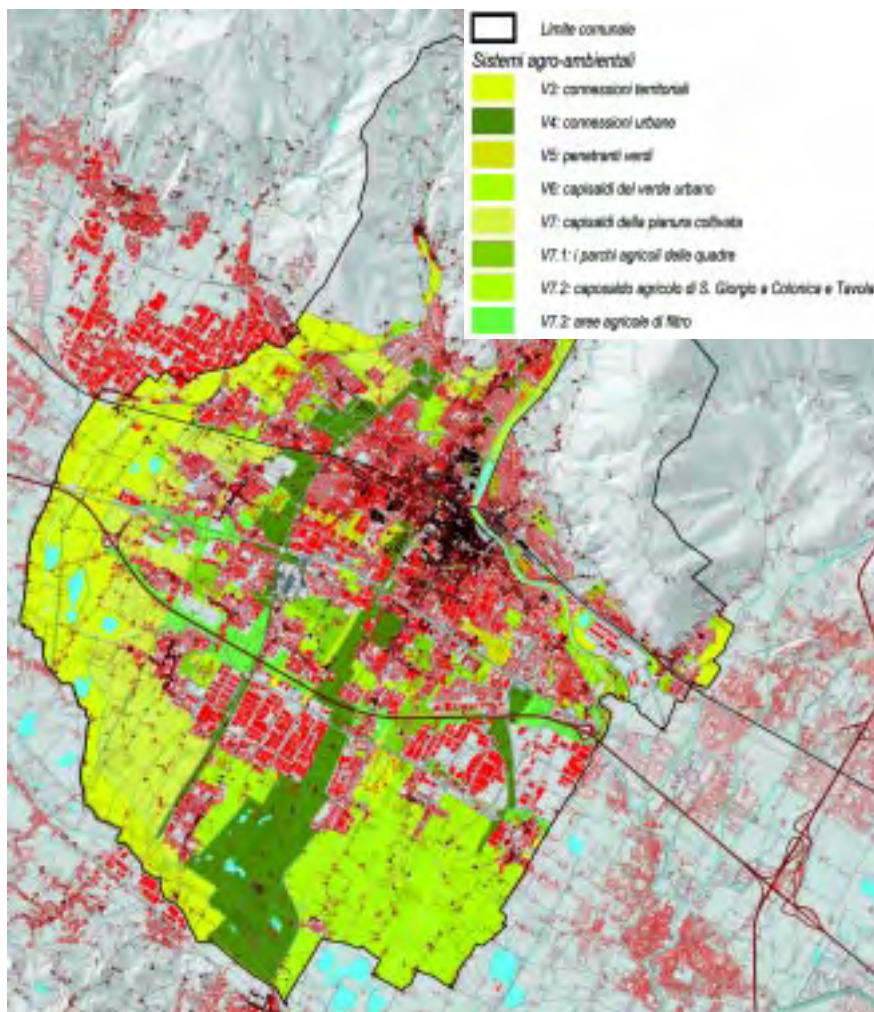 Limite comunale
Sistemi agro-ambientali
V3: connessioni territoriali
V4: connessioni urbane
V5: penetranti verdi
V6: capisaldi del verde urbano
V7: capisaldi della pianura coltivata
V7.1: i parchi agricoli delle quadre
V7.2: caposaldo agricolo di S. Giorgio a Colonica e Tavola
V7.3: aree agricole di filtro